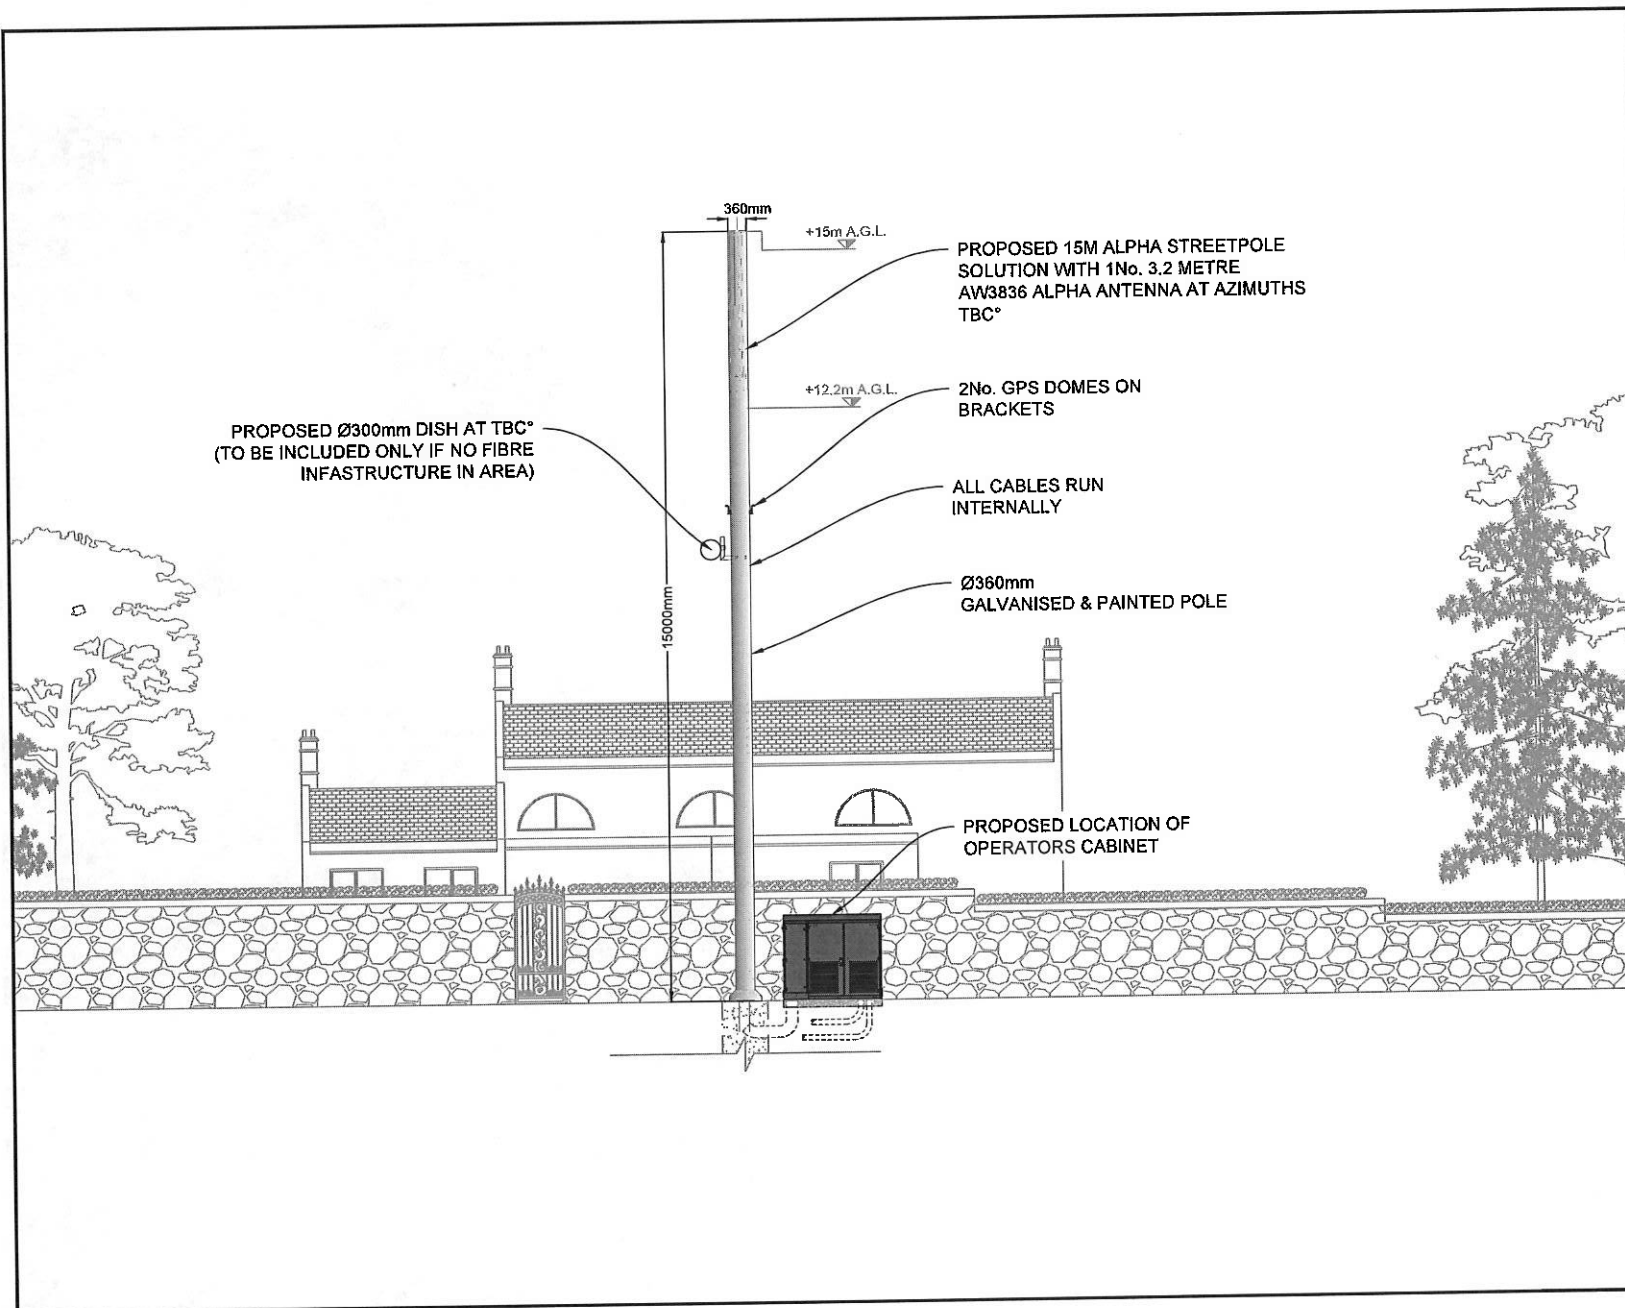 360mm
+15m A.G.L.
PROPOSED 15M ALPHA STREETPOLE
SOLUTION WITH 1No. 3.2 METRE
AW3836 ALPHA ANTENNA AT AZIMUTHS
TBC°
+12.2m A.G.L.
2No. GPS DOMES ON
BRACKETS
PROPOSED Ø300mm DISH AT TBC°
(TO BE INCLUDED ONLY IF NO FIBRE
INFASTRUCTURE IN AREA)
ALL CABLES RUN
INTERNALLY
15000mm
Ø360mm
GALVANISED & PAINTED POLE
PROPOSED LOCATION OF
OPERATORS CABINET